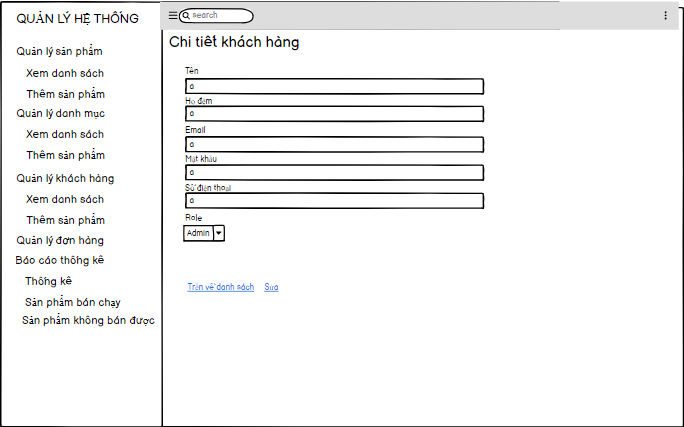 QUẢN LÝ HỆ THỐNG
Quản lý sản phẩm
Xem danh sách
Thêm sản phẩm
Quản lý danh mục
Xem danh sách
Thêm sản phẩm
Quản lý khách hàng
Xem danh sách
Thêm sản phẩm
Quản lý đơn hàng
Báo cáo thống kê
Thống kê
Sản phẩm bán chạy
Sản phẩm không bán được
search
Chi tiết khách hàng
Tên
a
Họ đệm
a
Email
a
Mật khẩu
a
Số điện thoại
a
Role
Admin
Trên về danh sách
Sửa